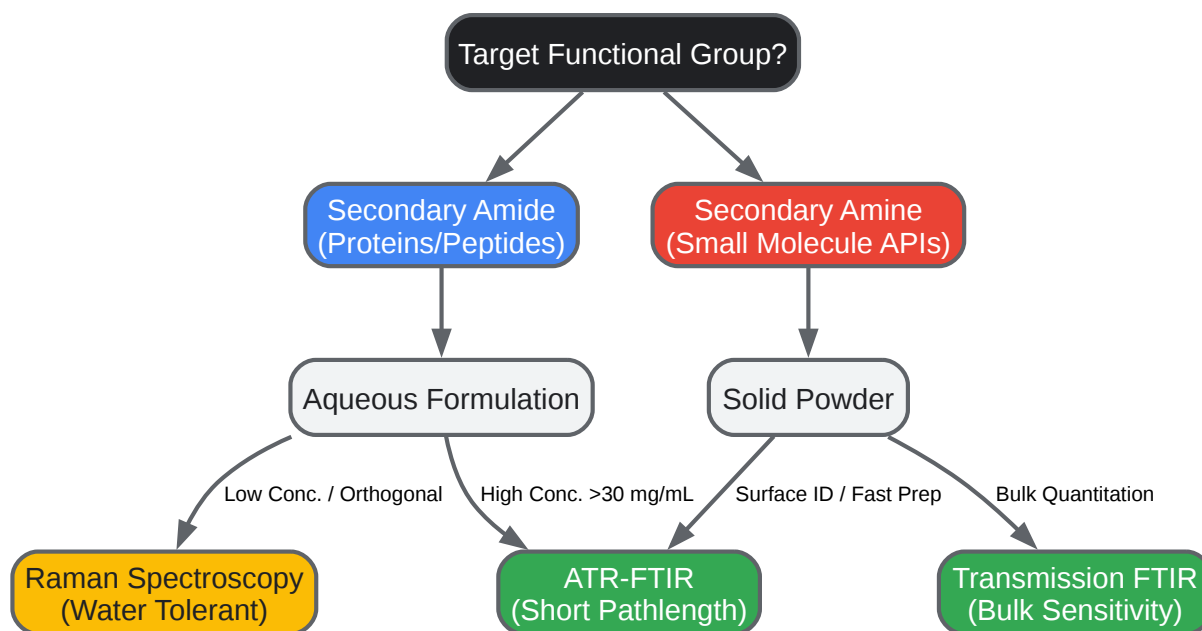 Target Functional Group?
Secondary Amide
(Proteins/Peptides)
Secondary Amine
(Small Molecule APIs)
Aqueous Formulation
Solid Powder
Low Conc. / Orthogonal
High Conc. >30 mg/mL
Surface ID / Fast Prep
Bulk Quantitation
Raman Spectroscopy
(Water Tolerant)
ATR-FTIR
(Short Pathlength)
Transmission FTIR
(Bulk Sensitivity)